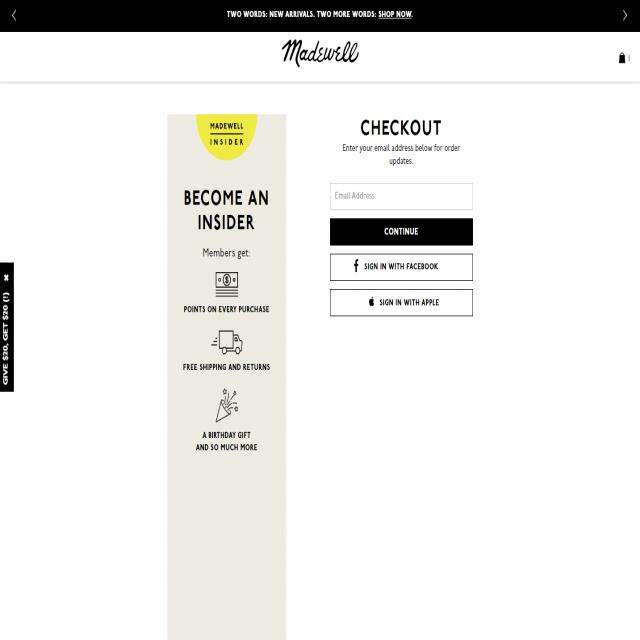 TWO WORDS: NEW ARRIVALS. TWO MORE WORDS: SHOP NOW.
Madewell
1
MADEWELL
INSIDER
BECOME AN
INSIDER
Members get:
POINTS ON EVERY PURCHASE
FREE SHIPPING AND RETURNS
A BIRTHDAY GIFT
AND SO MUCH MORE
CHECKOUT
Enter your email address below for order
updates.
Email Address
CONTINUE
SIGN IN WITH FACEBOOK
SIGN IN WITH APPLE
GIVE $20, GET $20 (!)